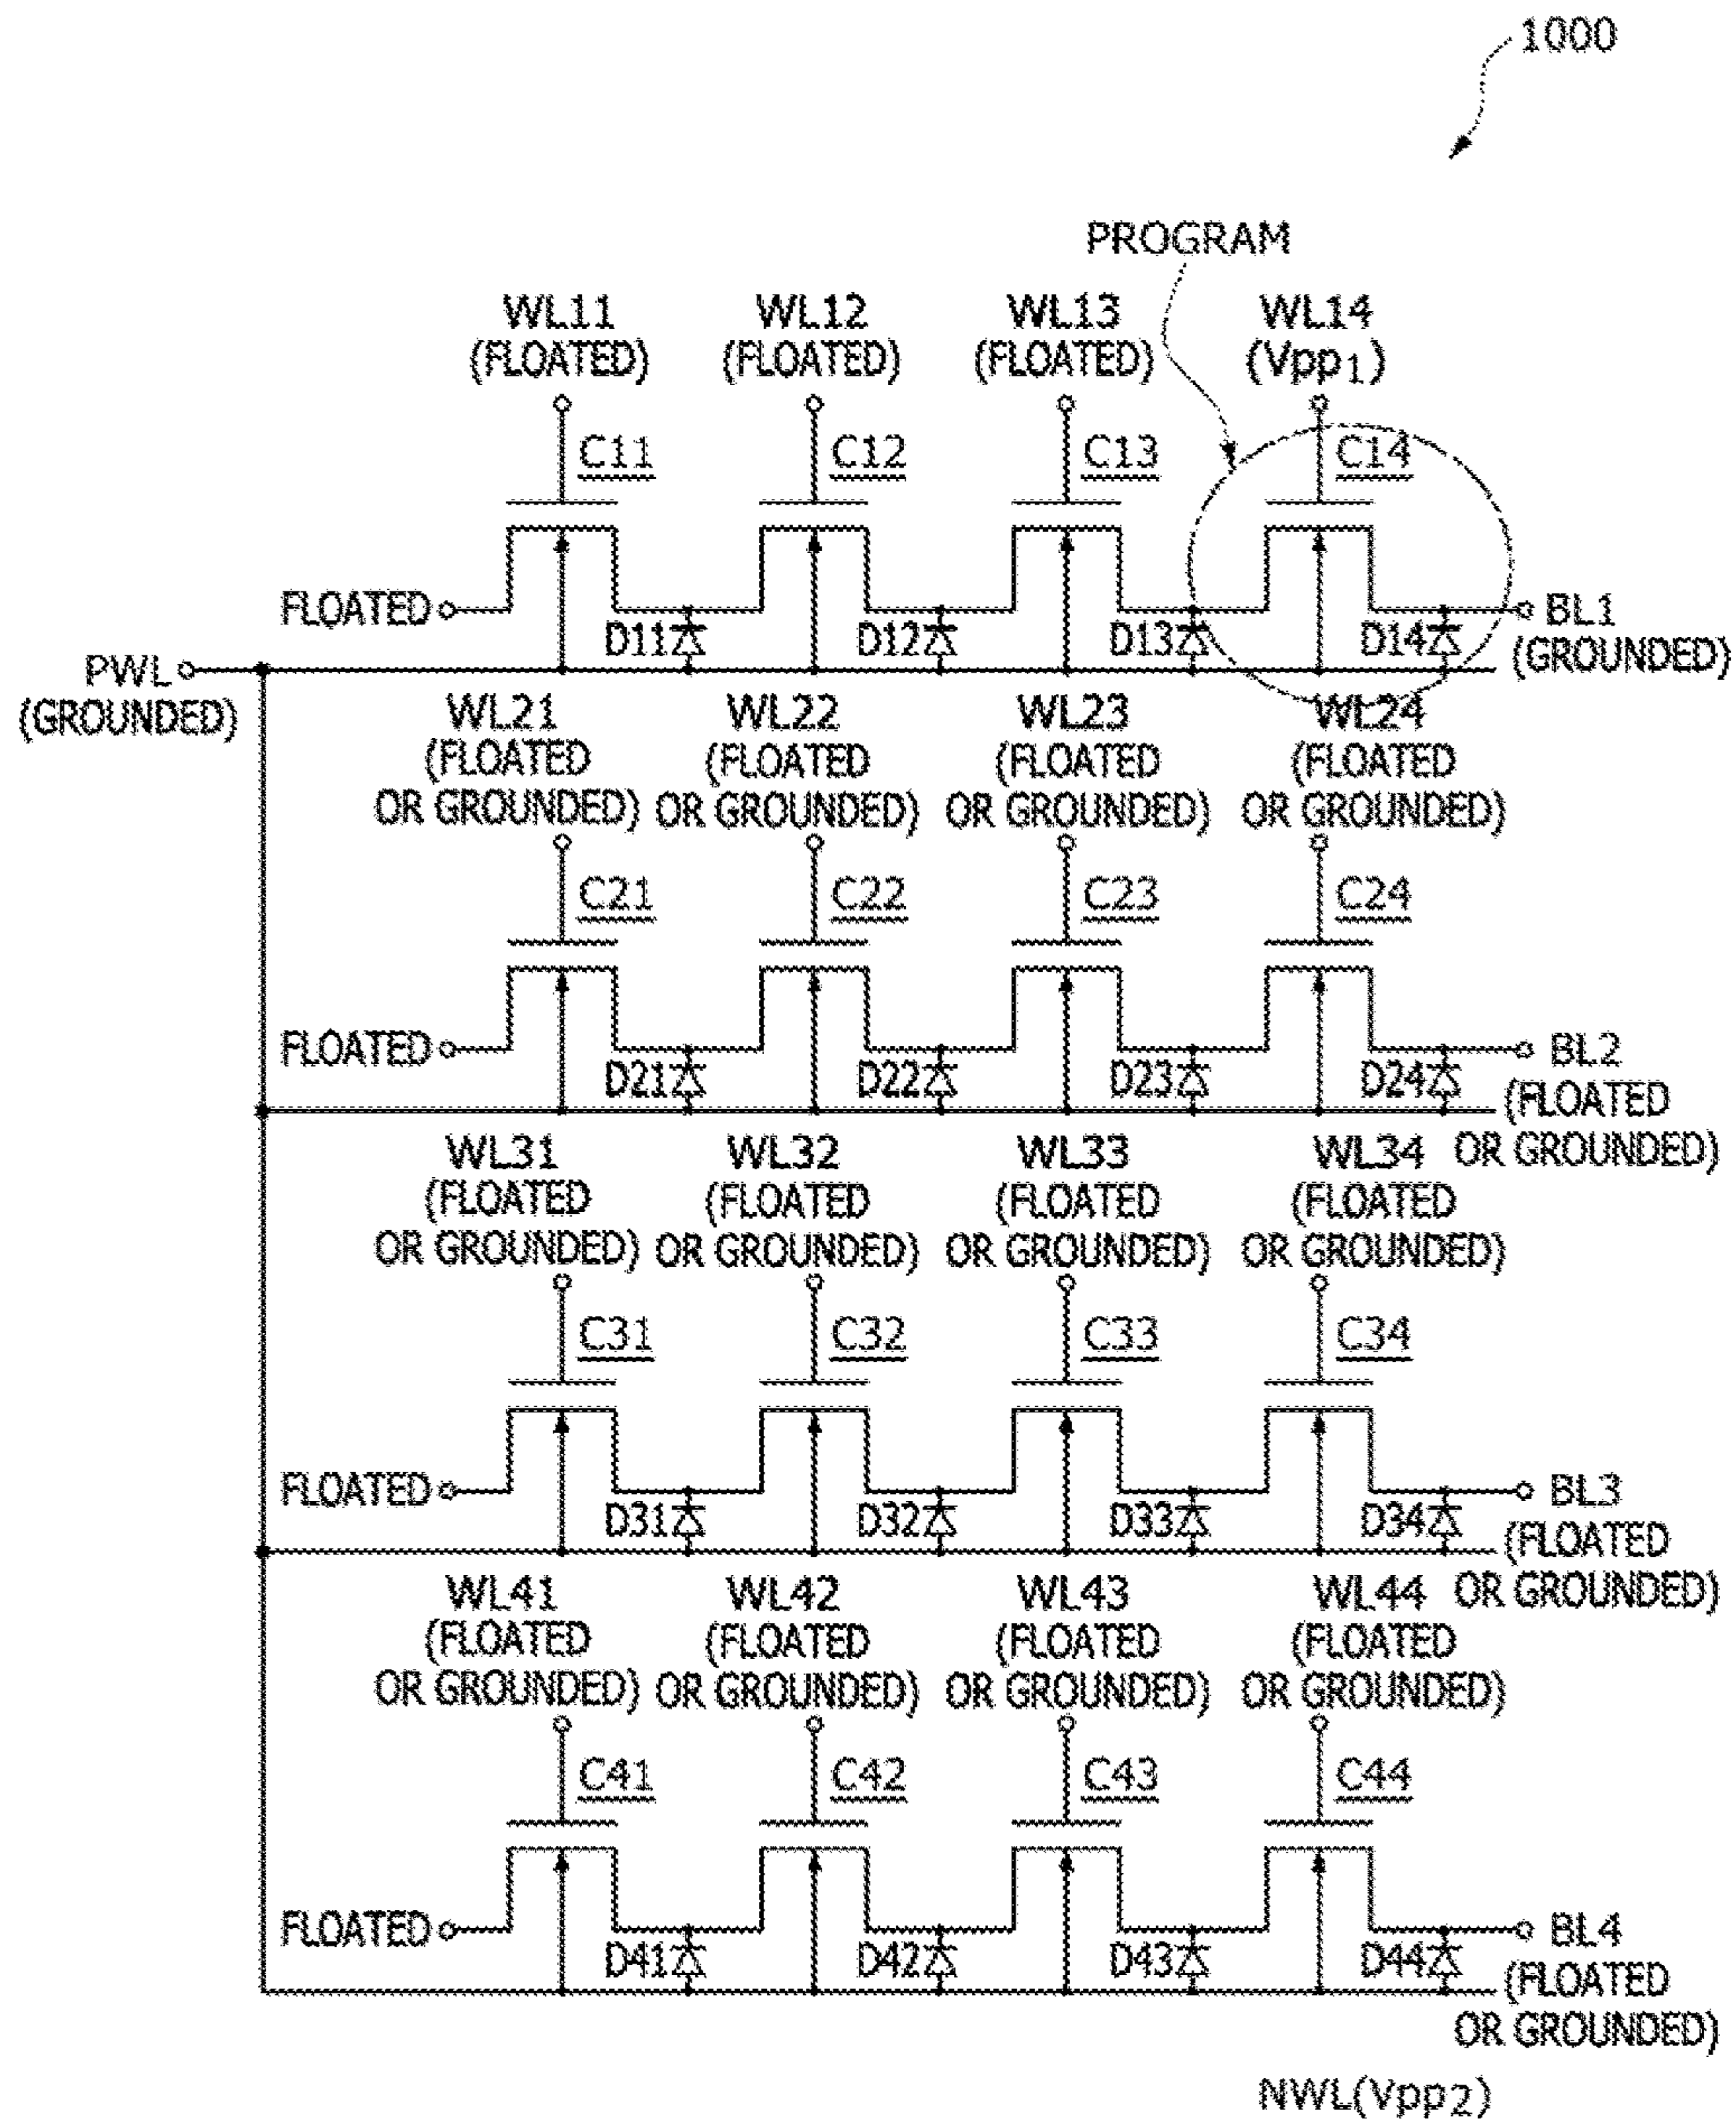 1000
PROGRAM
WL11 WL12 WL13 WL14
(FLOATED) (FLOATED) (FLOATED) (Vpp1)
C11 C12 C13 C14
FLOATED D11 D12 D13 D14 BL1
(GROUNDED)
PWL
(GROUNDED)
WL21 WL22 WL23 WL24
(FLOATED (FLOATED (FLOATED (FLOATED
OR GROUNDED) OR GROUNDED) OR GROUNDED) OR GROUNDED)
C21 C22 C23 C24
FLOATED D21 D22 D23 D24 BL2
(FLOATED
OR GROUNDED)
WL31 WL32 WL33 WL34
(FLOATED (FLOATED (FLOATED (FLOATED
OR GROUNDED) OR GROUNDED) OR GROUNDED) OR GROUNDED)
C31 C32 C33 C34
FLOATED D31 D32 D33 D34 BL3
(FLOATED
OR GROUNDED)
WL41 WL42 WL43 WL44
(FLOATED (FLOATED (FLOATED (FLOATED
OR GROUNDED) OR GROUNDED) OR GROUNDED) OR GROUNDED)
C41 C42 C43 C44
FLOATED D41 D42 D43 D44 BL4
(FLOATED
OR GROUNDED)
NWL(Vpp2)